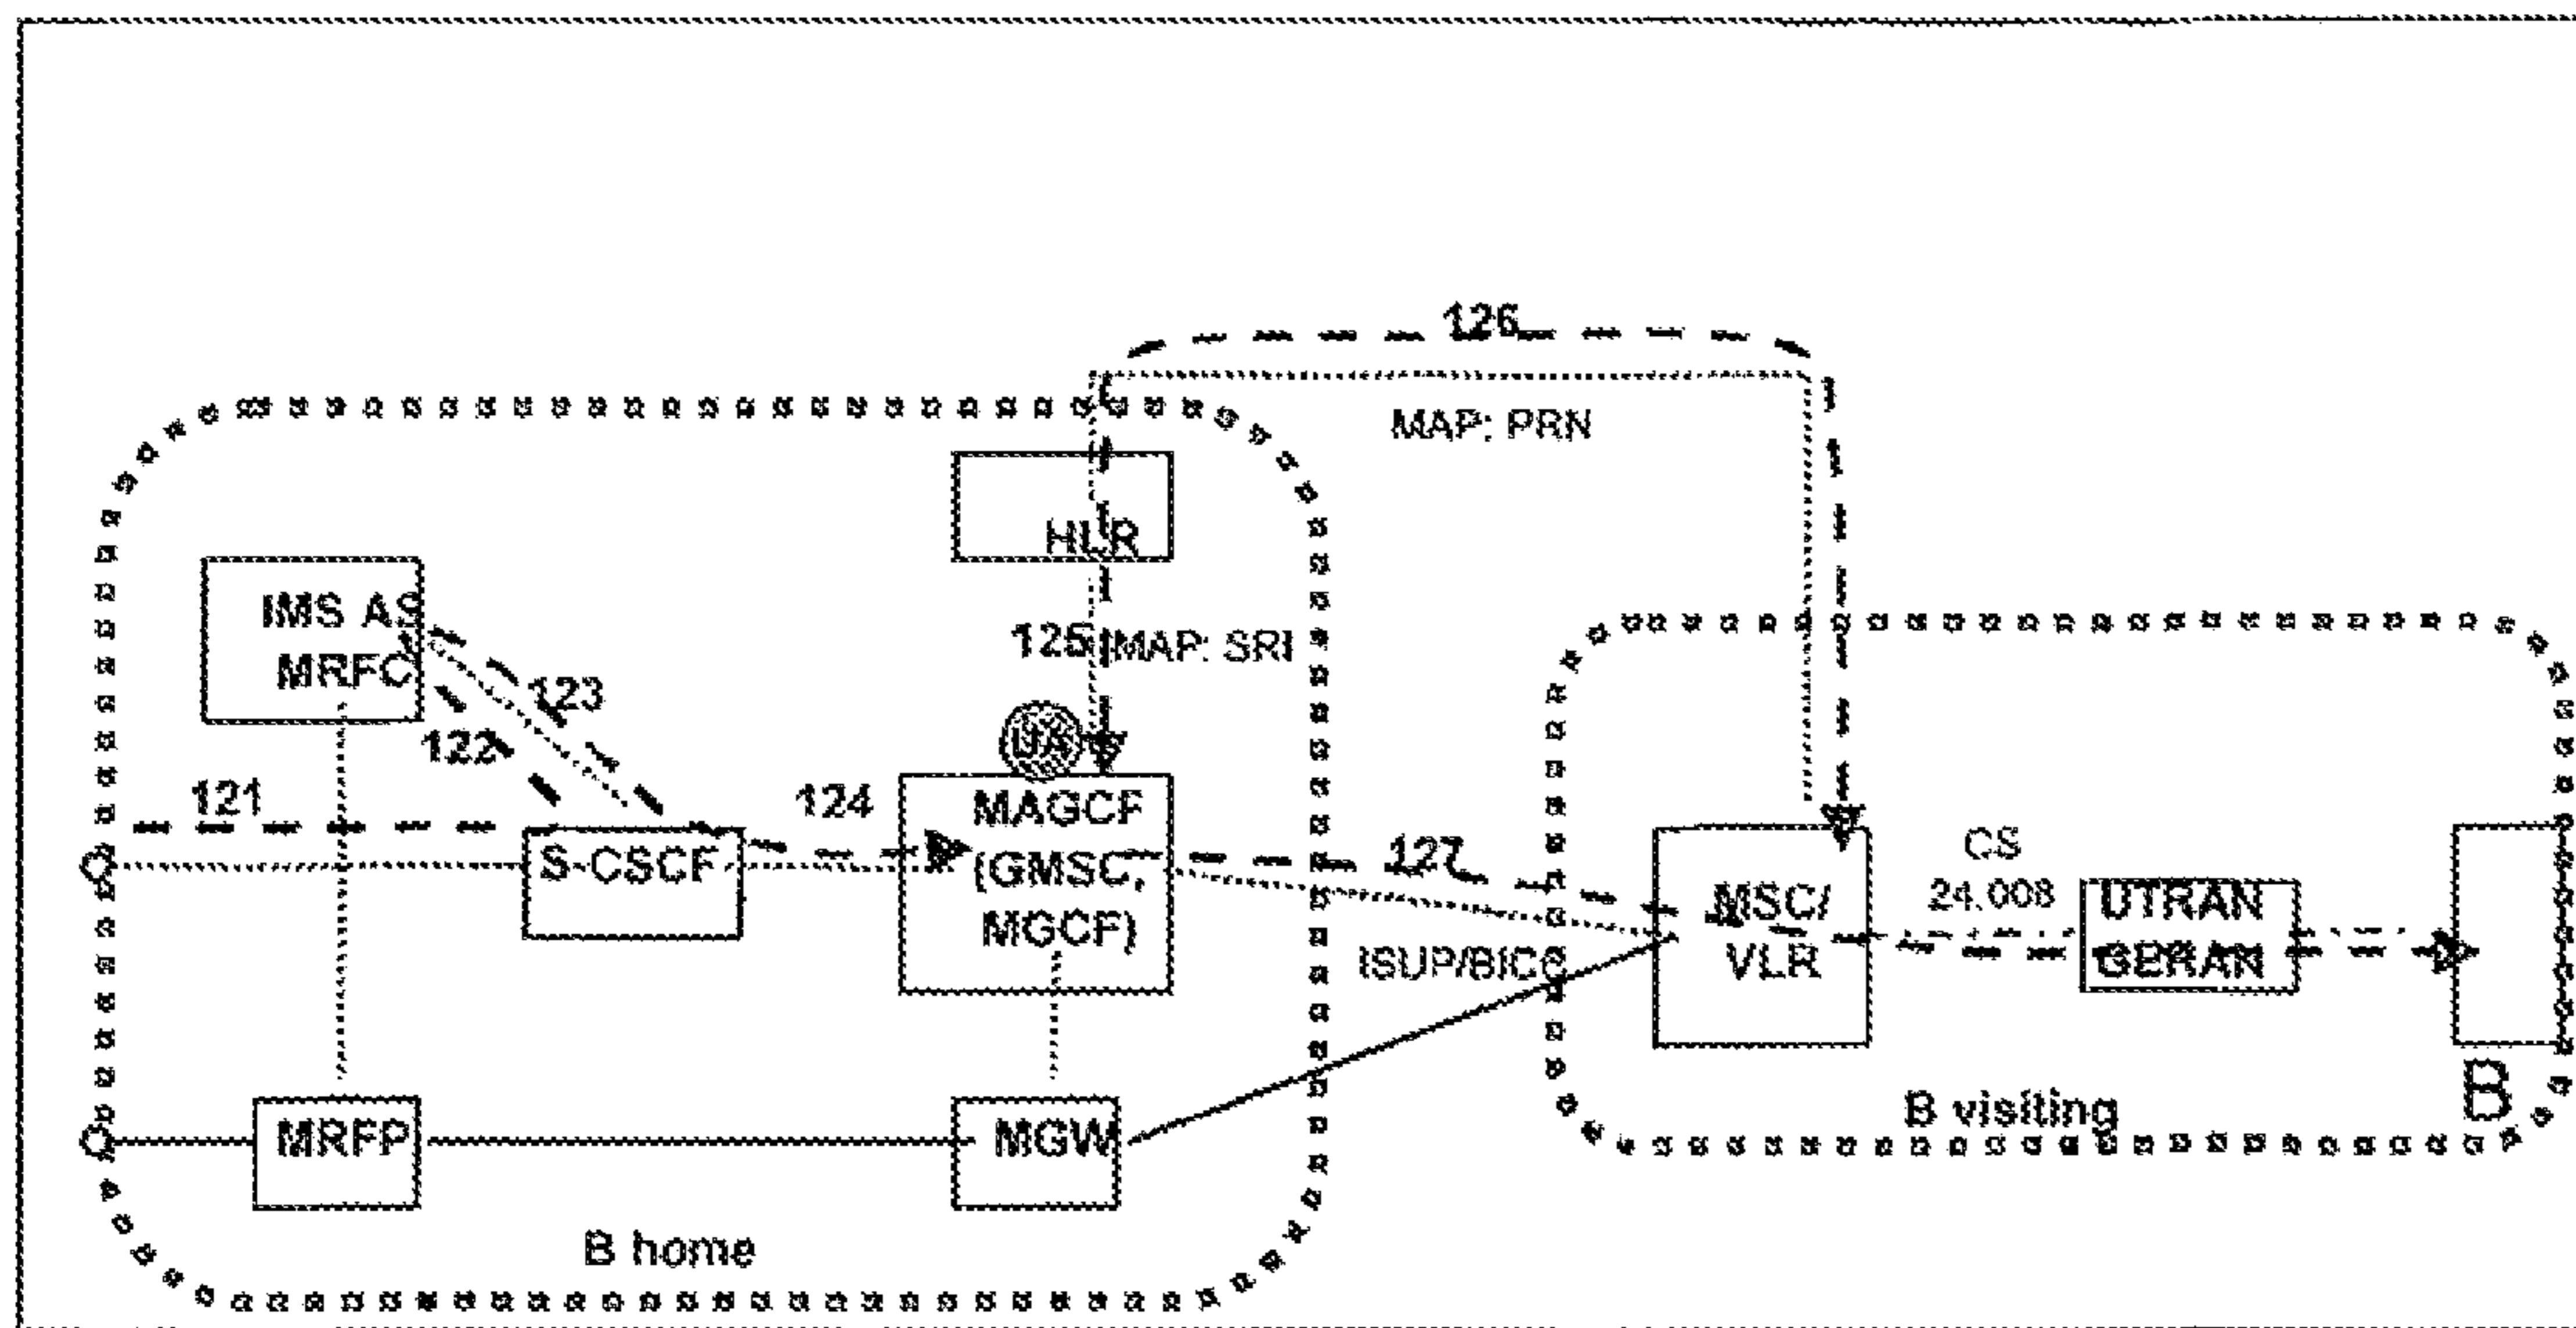 126
MAP: PRN
HLR
IMS AS
MRFC
125
MAP: SRI
123
122
UA
121
124
MAGCF
(GMSC,
MGCF)
S-CSCF
127
ISUP/BICC
MSC/
VLR
CS
24.008
UTRAN
GERAN
B
MRFP
MGW
B visiting
B home